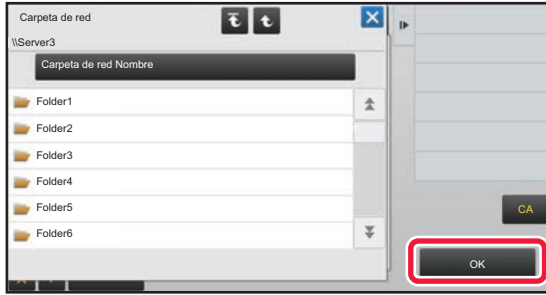 Carpeta de red
\\Server3
Carpeta de red Nombre
Folder1
Folder2
Folder3
Folder4
Folder5
Folder6
CA
OK